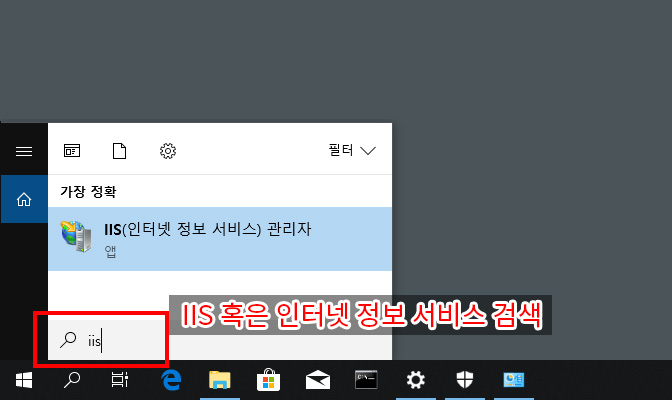 필터
가장 정확
IIS(인터넷 정보 서비스) 관리자
앱
IIS 혹은 인터넷 정보 서비스 검색
iis